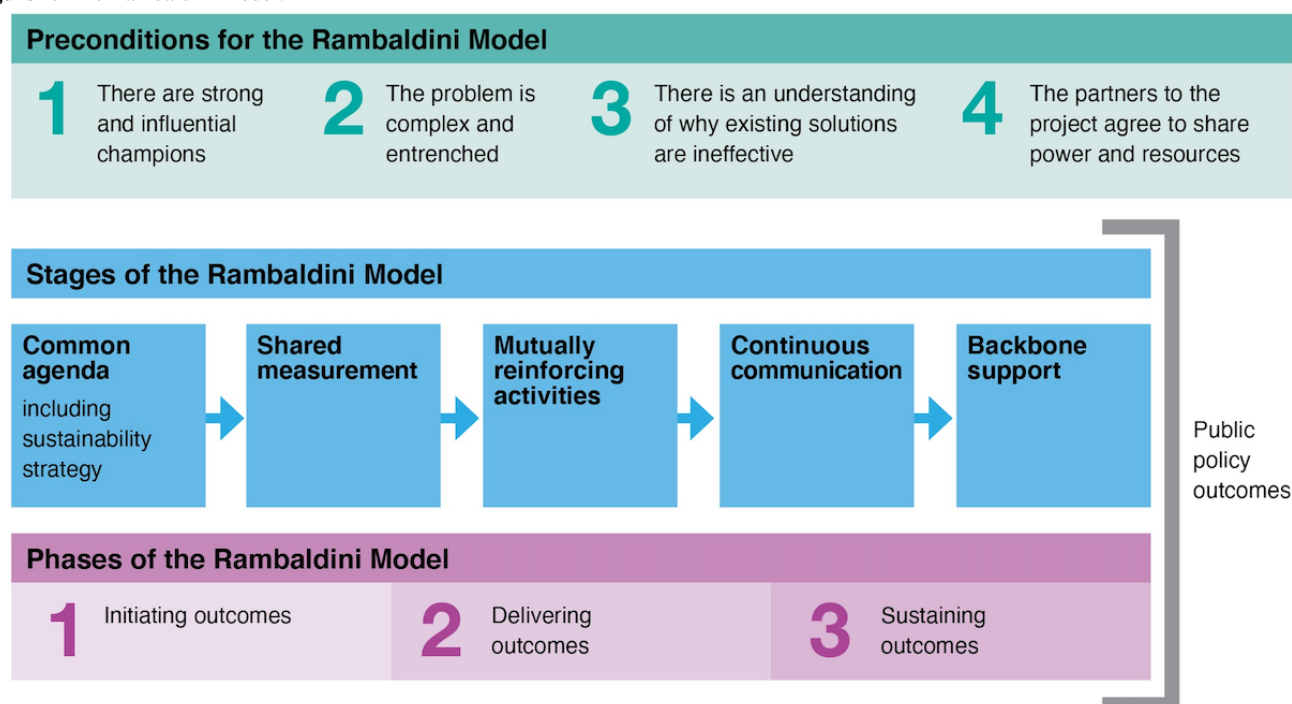 Preconditions for the Rambaldini Model
1
There are strong
and influential
champions
2
The problem is
complex and
entrenched
3
There is an understanding
of why existing solutions
are ineffective
4
The partners to the
project agree to share
power and resources
Stages of the Rambaldini Model
Common
agenda
including
sustainability
strategy
Shared
measurement
Mutually
reinforcing
activities
Continuous
communication
Backbone
support
Public
policy
outcomes
Phases of the Rambaldini Model
1
Initiating outcomes
2
Delivering
outcomes
3
Sustaining
outcomes